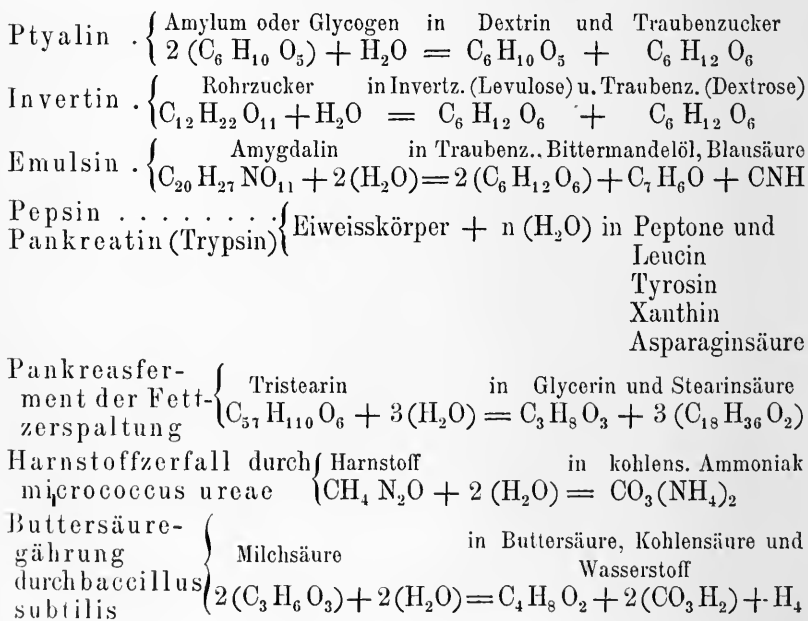 Ptyalin . { Amylum oder Glycogen in Dextrin und Traubenzucker
2 (C₆ H₁₀ O₅) + H₂O = C₆ H₁₀ O₅ + C₆ H₁₂ O₆
Invertin . { Rohrzucker in Invertz. (Levulose) u. Traubenz. (Dextrose)
C₁₂ H₂₂ O₁₁ + H₂O = C₆ H₁₂ O₆ + C₆ H₁₂ O₆
Emulsin . { Amygdalin in Traubenz., Bittermandelöl, Blausäure
C₂₀ H₂₇ NO₁₁ + 2 (H₂O) = 2 (C₆ H₁₂ O₆) + C₇ H₆ O + CNH
Pepsin . . . . . . . .
Pankreatin (Trypsin) { Eiweisskörper + n (H₂O) in Peptone und
Leucin
Tyrosin
Xanthin
Asparaginsäure
Pankreasfer-
ment der Fett-
zerspaltung
{ Tristearin in Glycerin und Stearinsäure
C₅₇ H₁₁₀ O₆ + 3 (H₂O) = C₃ H₈ O₃ + 3 (C₁₈ H₃₆ O₂)
Harnstoffzerfall durch
micrococcus ureae
{ Harnstoff in kohlens. Ammoniak
CH₄ N₂O + 2 (H₂O) = CO₃ (NH₄)₂
Buttersäure-
gährung
durch baccillus
subtilis
{ Milchsäure in Buttersäure, Kohlensäure und
Wasserstoff
2 (C₃ H₆ O₃) + 2 (H₂O) = C₄ H₈ O₂ + 2 (CO₃ H₂) + H₄